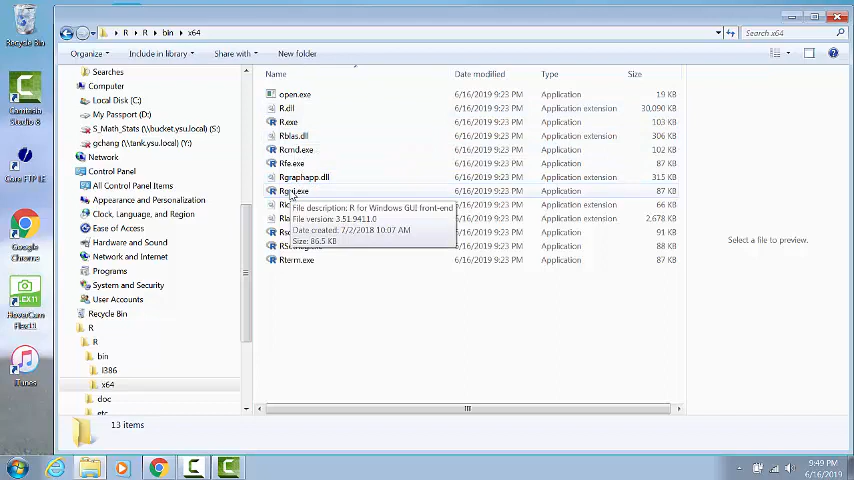 Recycle Bin
Camtasia Studio 8
Core FTP LE
Google Chrome
HoverCam Flex11
iTunes
R R bin x64
Search x64
Organize Include in library Share with New folder
Searches
Computer
Local Disk (C:)
My Passport (D:)
S_Math_Stats (\\bucket.ysu.local) (S:)
gchang (\\tank.ysu.local) (Y:)
Network
Control Panel
All Control Panel Items
Appearance and Personalization
Clock, Language, and Region
Ease of Access
Hardware and Sound
Network and Internet
Programs
System and Security
User Accounts
Recycle Bin
R
R
bin
i386
x64
doc
etc
Name Date modified Type Size
open.exe 6/16/2019 9:23 PM Application 19 KB
R.dll 6/16/2019 9:23 PM Application extension 30,090 KB
R.exe 6/16/2019 9:23 PM Application 103 KB
Rblas.dll 6/16/2019 9:23 PM Application extension 306 KB
Rcmd.exe 6/16/2019 9:23 PM Application 102 KB
Rfe.exe 6/16/2019 9:23 PM Application 87 KB
Rgraphapp.dll 6/16/2019 9:23 PM Application extension 315 KB
Rgui.exe 6/16/2019 9:23 PM Application 87 KB
6/16/2019 9:23 PM Application extension
6/16/2019 9:23 PM Application extension 2,678 KB
6/16/2019 9:23 PM Application 91 KB
6/16/2019 9:23 PM Application 88 KB
Rterm.exe 6/16/2019 9:23 PM Application 87 KB
File description: R for Windows GUI front-end
File version: 3.51.9411.0
Date created: 7/2/2018 10:07 AM
Size: 86.5 KB
Select a file to preview.
13 items
9:49 PM
6/16/2019